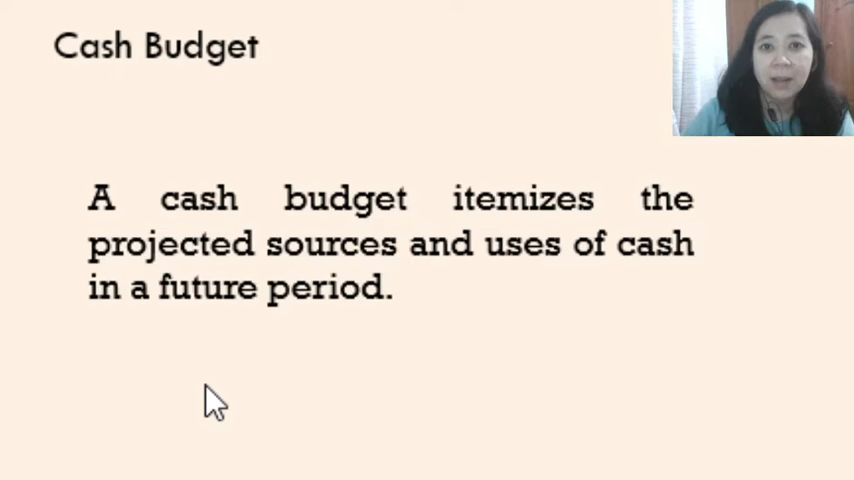 Cash Budget
A cash budget itemizes the
projected sources and uses of cash
in a future period.